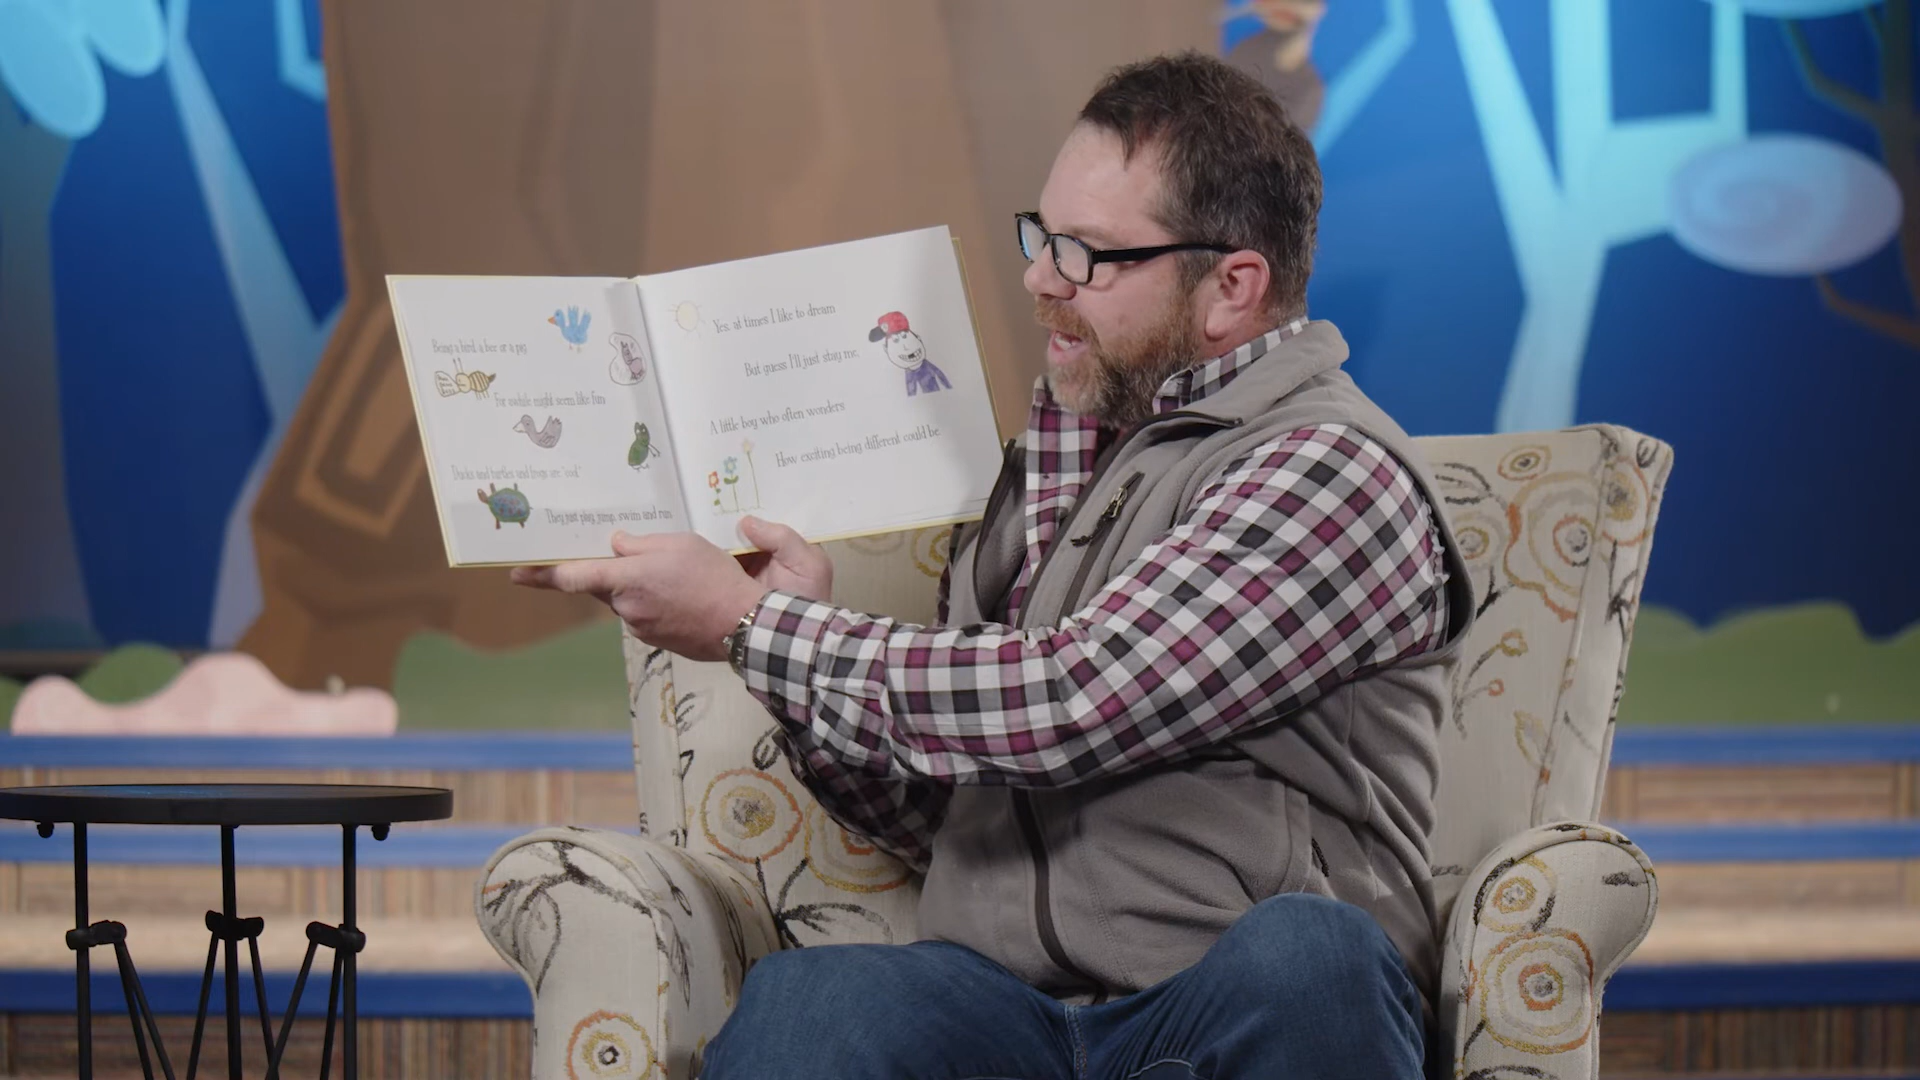 Being a bird, a bee or a pig,
For awhile might seem like fun
Ducks and turtles and frogs are "cool"
They just play, jump, swim and run
Yes, at times I like to dream
But guess I'll just stay me,
A little boy who often wonders
How exciting being different could be.